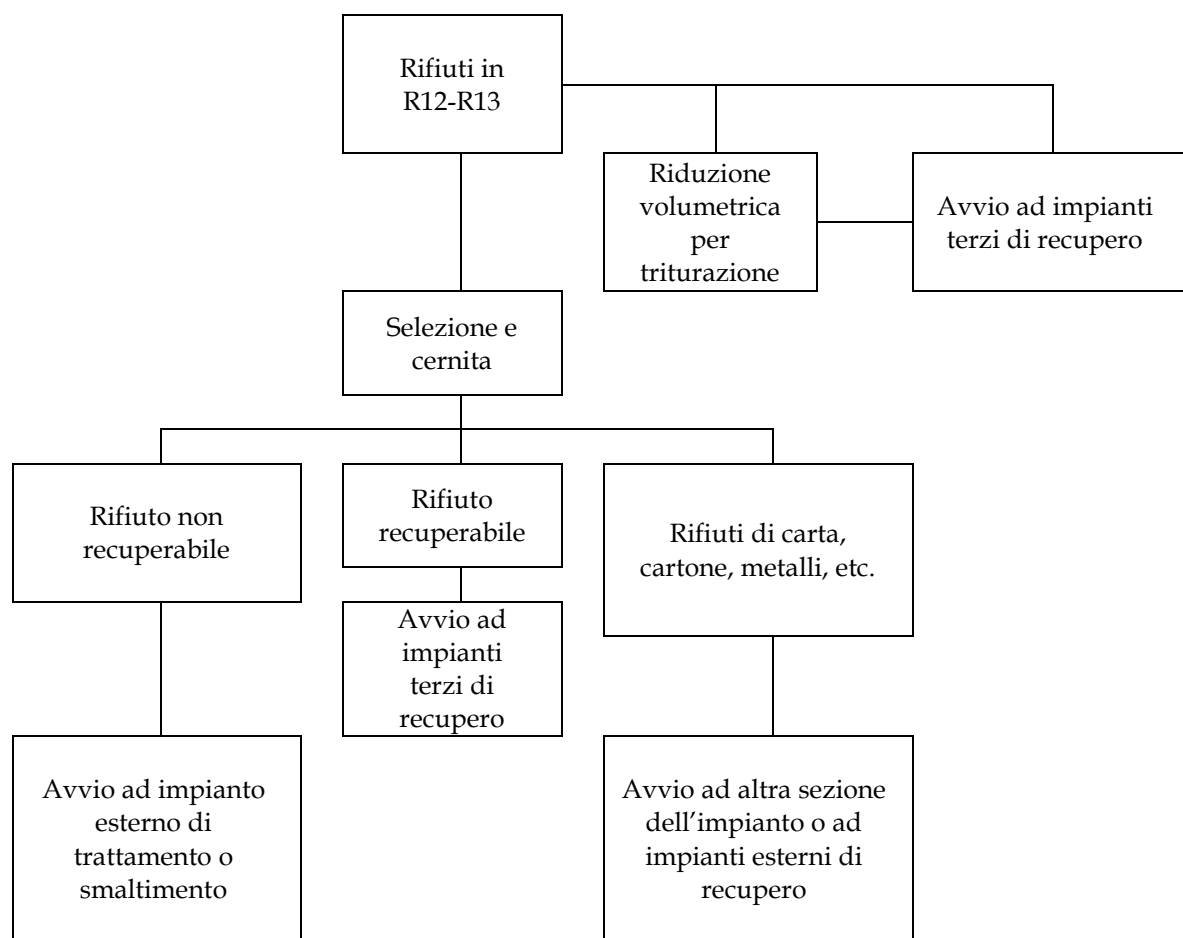 Rifiuti in
R12-R13
Riduzione
volumetrica
per
triturazione
Avvio ad impianti
terzi di recupero
Selezione e
cernita
Rifiuto non
recuperabile
Rifiuto
recuperabile
Rifiuti di carta,
cartone, metalli, etc.
Avvio ad
impianti
terzi di
recupero
Avvio ad impianto
esterno di
trattamento o
smaltimento
Avvio ad altra sezione
dell’impianto o ad
impianti esterni di
recupero